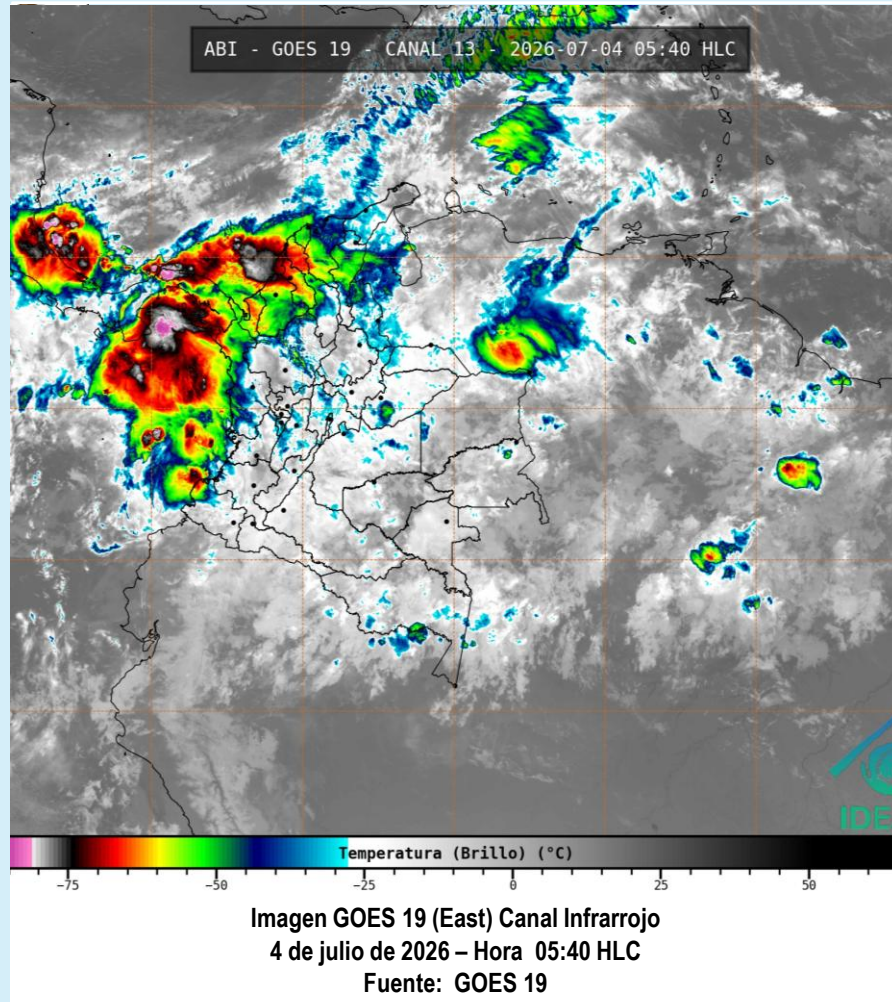 ABI - GOES 19 - CANAL 13 - 2026-07-04 05:40 HLC
IDE
Temperatura (Brillo) (°C)
−75 −50 −25 0 25 50
Imagen GOES 19 (East) Canal Infrarrojo
4 de julio de 2026 – Hora 05:40 HLC
Fuente: GOES 19